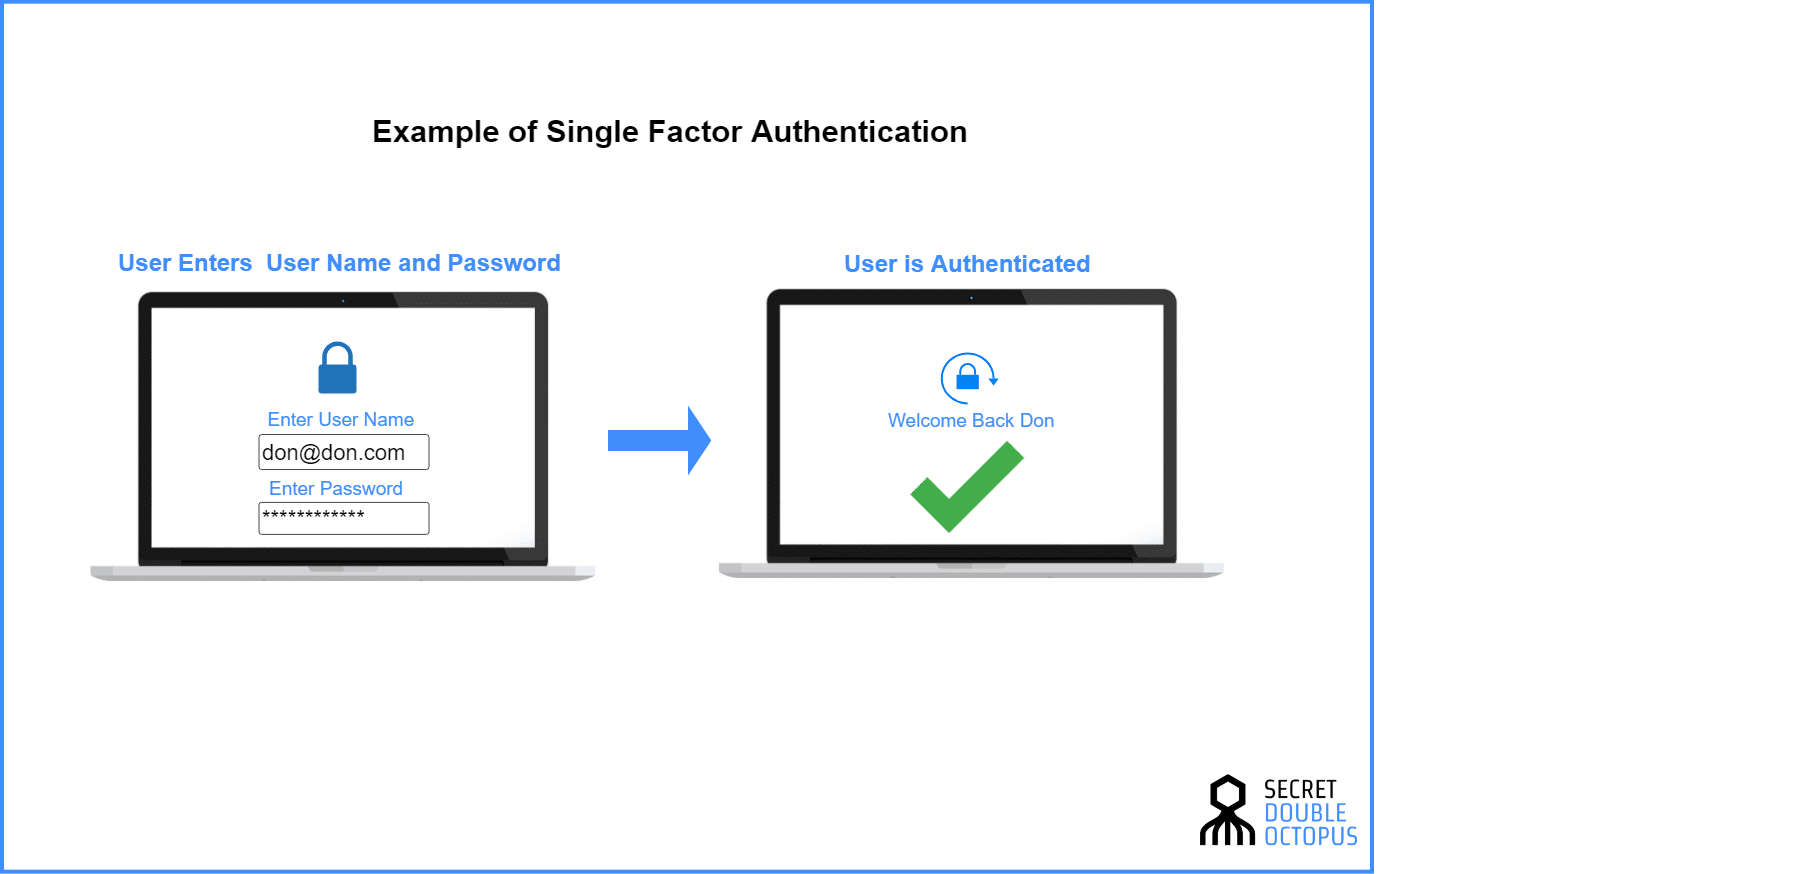 Example of Single Factor Authentication
User Enters  User Name and Password
Enter User Name
don@don.com
Enter Password
************
User is Authenticated
Welcome Back Don
SECRET
DOUBLE
OCTOPUS